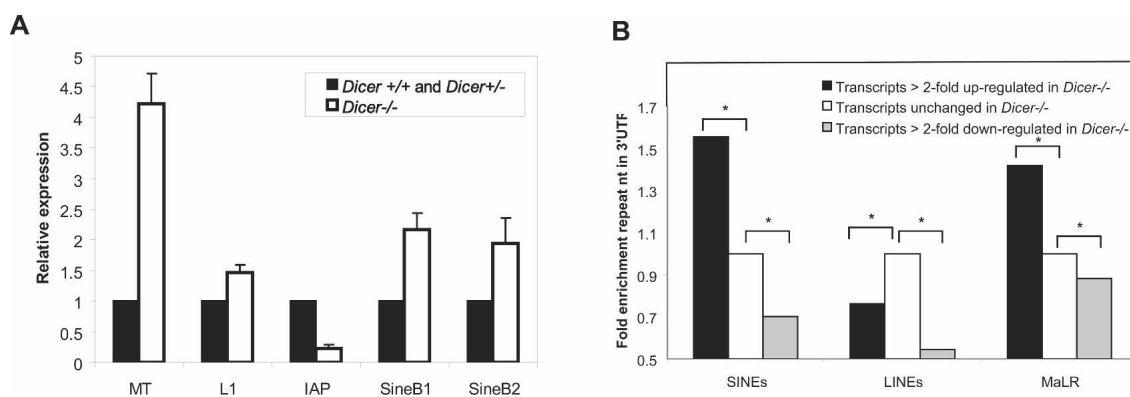 A
Relative expression
5
4.5
4
3.5
3
2.5
2
1.5
1
0.5
0
Dicer +/+ and Dicer+/-
Dicer-/-
MT L1 IAP SineB1 SineB2
B
Fold enrichment repeat nt in 3'UTF
1.7
1.5
1.3
1.1
0.9
0.7
0.5
Transcripts > 2-fold up-regulated in Dicer-/-
Transcripts unchanged in Dicer-/-
Transcripts > 2-fold down-regulated in Dicer-/-
* * * * * *
SINEs LINEs MaLR